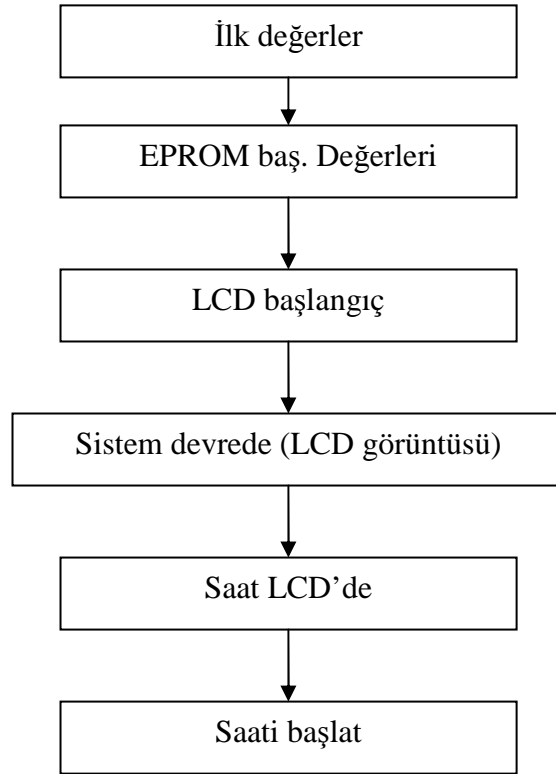 İlk değerler
EPROM baş. Değerleri
LCD başlangıç
Sistem devrede (LCD görüntüsü)
Saat LCD’de
Saati başlat